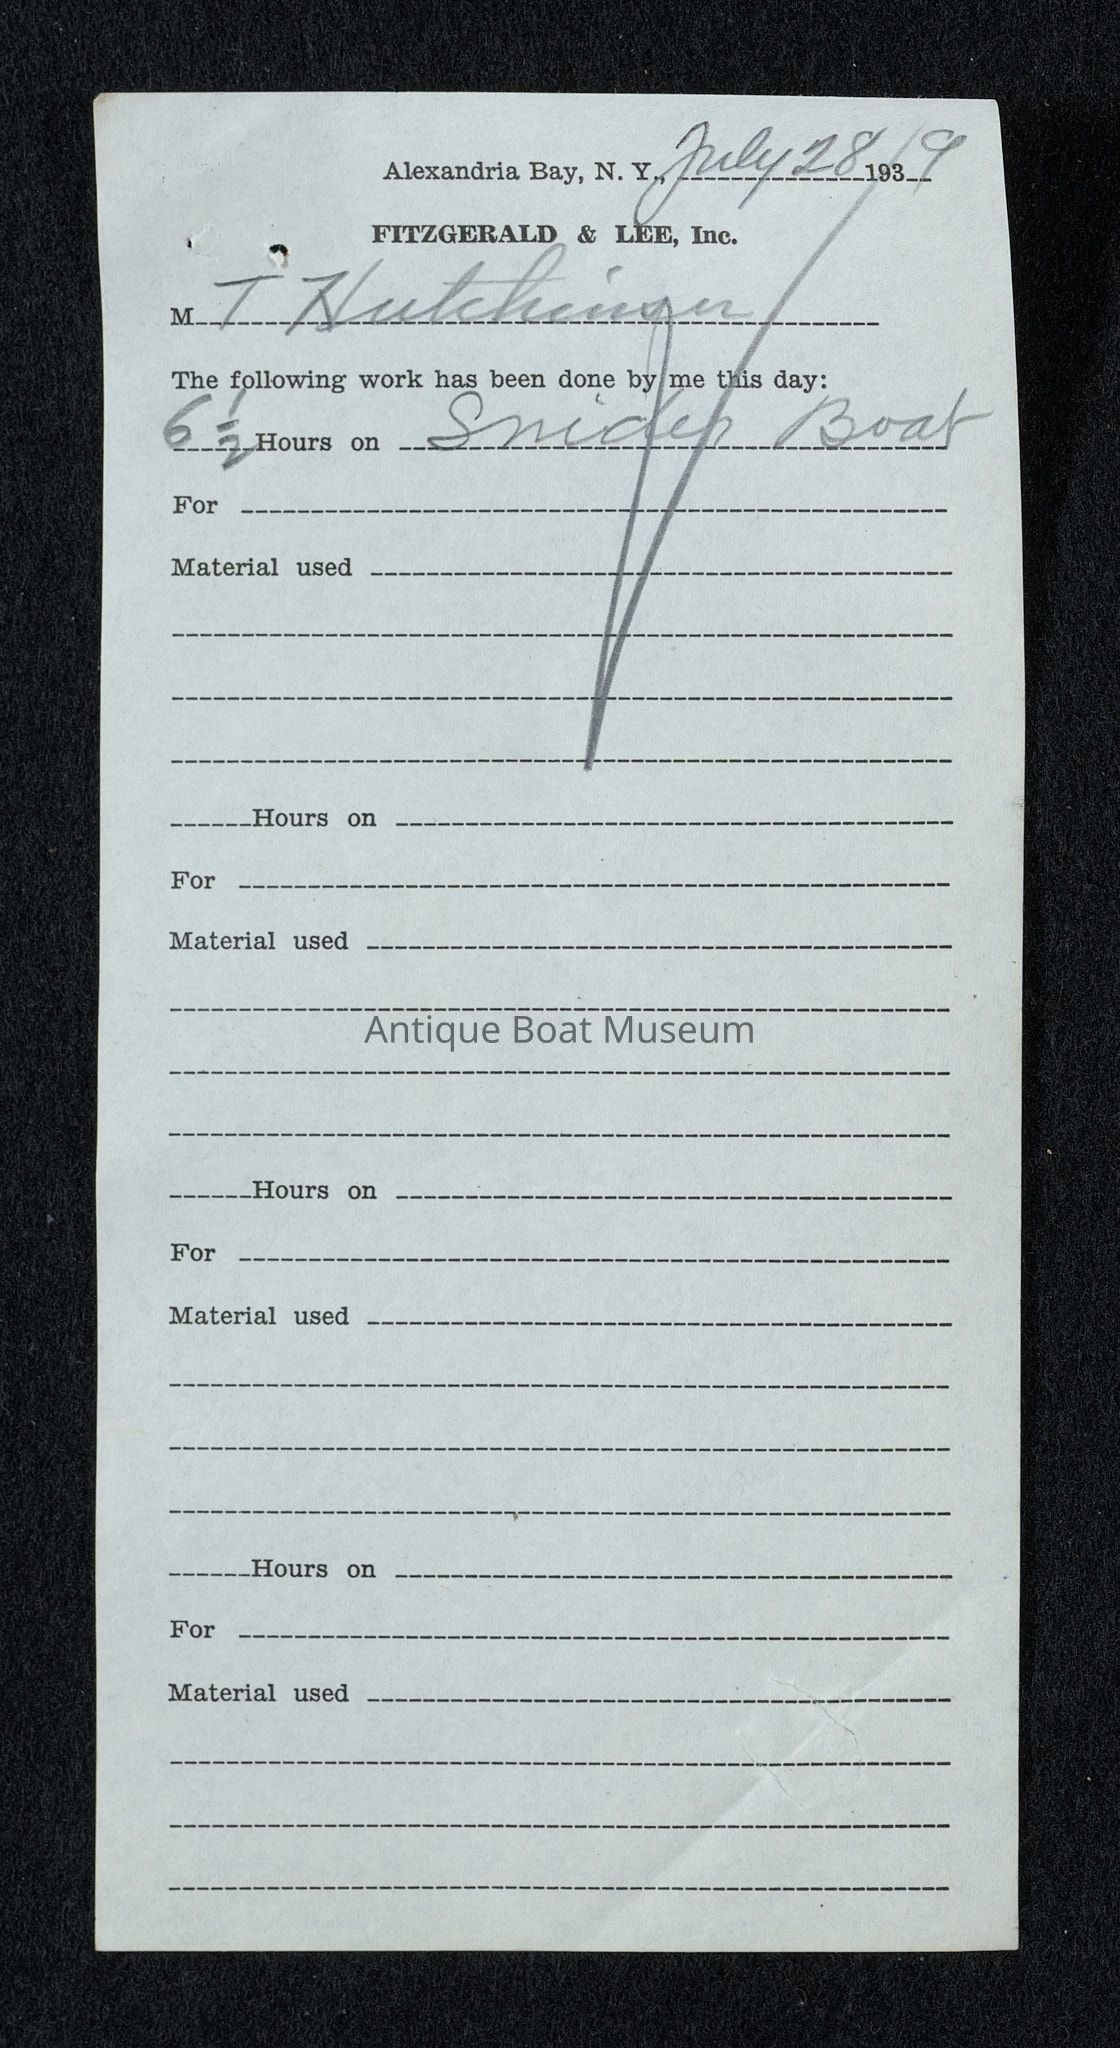 Alexandria Bay, N. Y., July 28 1939
FITZGERALD & LEE, Inc.
M T Hutchinson
The following work has been done by me this day:
6 1/2 Hours on Snider Boat
For
Material used
Hours on
For
Material used
Antique Boat Museum
Hours on
For
Material used
Hours on
For
Material used